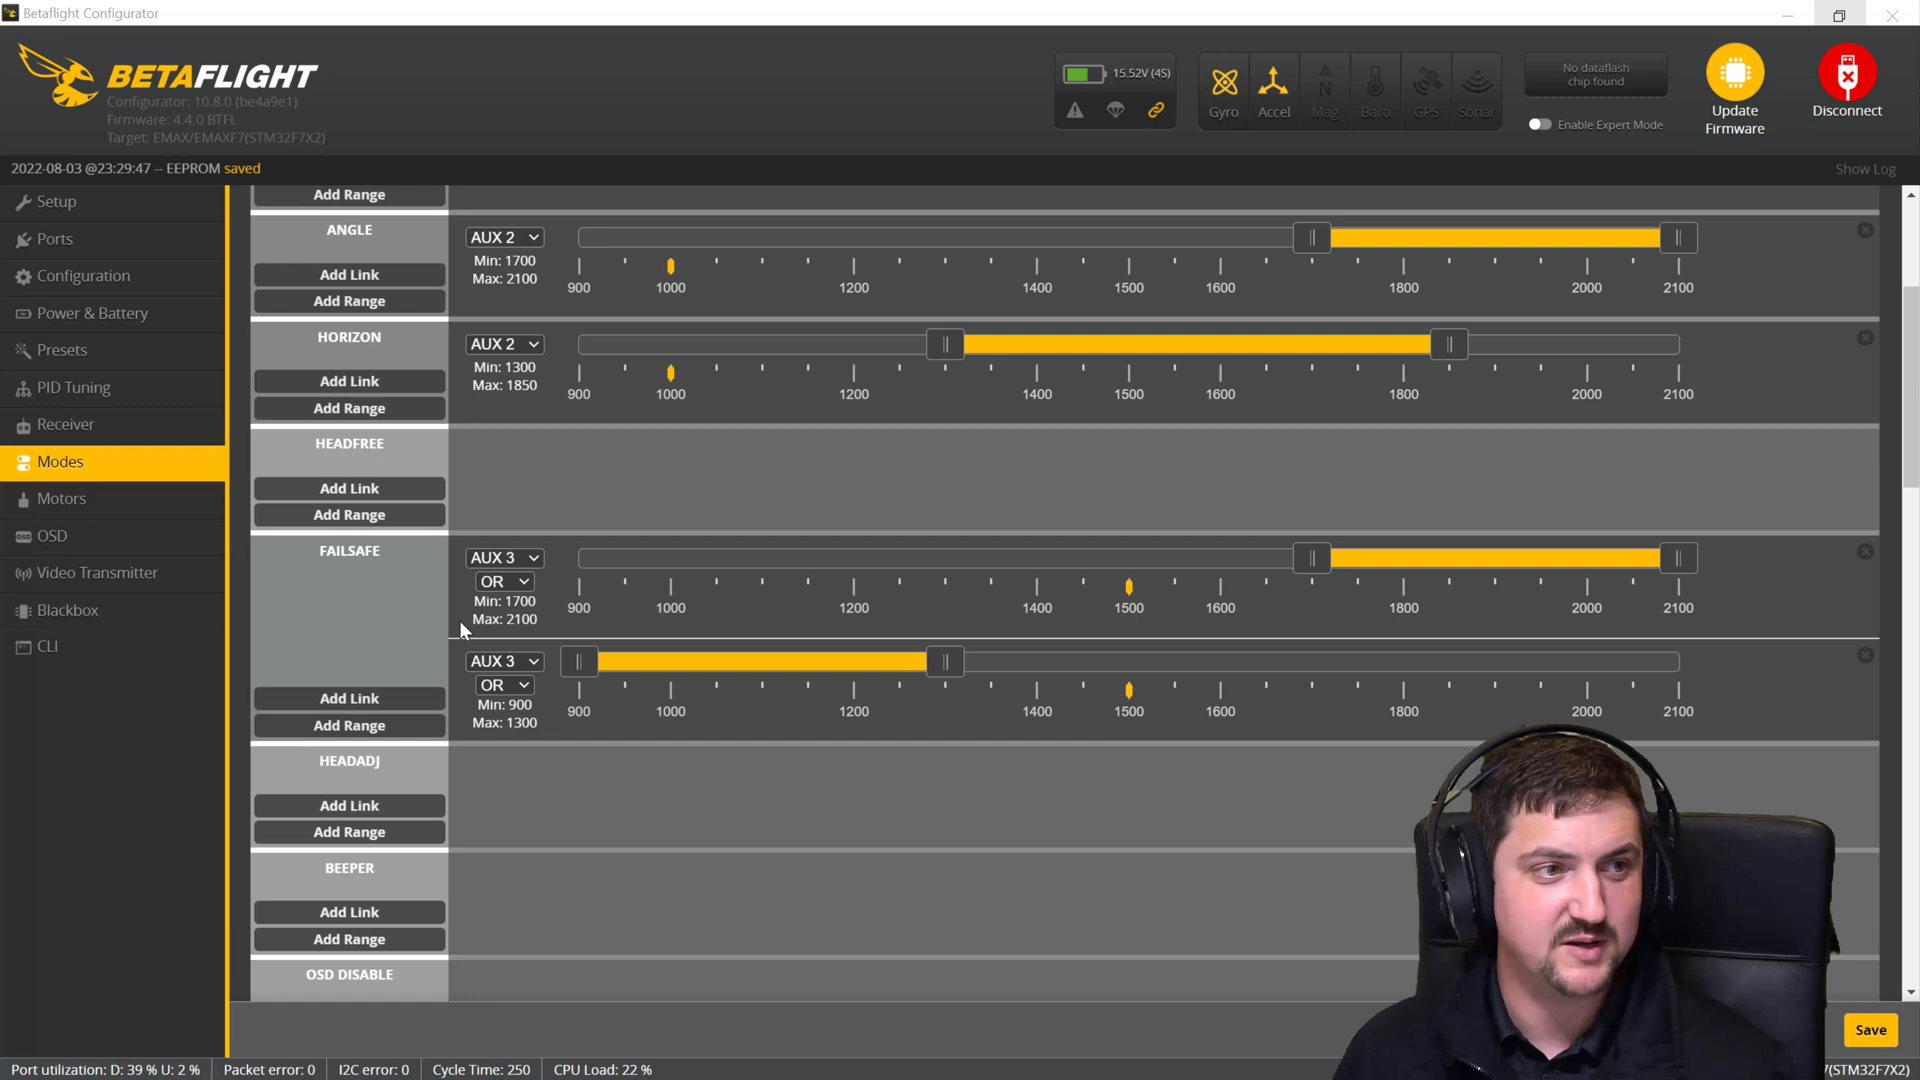 Betaflight Configurator
BETAFLIGHT
Configurator: 10.8.0 (be4a9e1)
Firmware: 4.4.0 BTFL
Target: EMAX/EMAXF7(STM32F7X2)
15.52V (4S)
Gyro
Accel
Mag
Baro
GPS
Sonar
No dataflash
chip found
Enable Expert Mode
Update
Firmware
Disconnect
2022-08-03 @23:29:47 -- EEPROM saved
Show Log
Setup
Ports
Configuration
Power & Battery
Presets
PID Tuning
Receiver
Modes
Motors
OSD
Video Transmitter
Blackbox
CLI
Add Range
ANGLE
Add Link
Add Range
AUX 2
Min: 1700
Max: 2100
900 1000 1200 1400 1500 1600 1800 2000 2100
HORIZON
Add Link
Add Range
AUX 2
Min: 1300
Max: 1850
900 1000 1200 1400 1500 1600 1800 2000 2100
HEADFREE
Add Link
Add Range
FAILSAFE
Add Link
Add Range
AUX 3
OR
Min: 1700
Max: 2100
900 1000 1200 1400 1500 1600 1800 2000 2100
AUX 3
OR
Min: 900
Max: 1300
900 1000 1200 1400 1500 1600 1800 2000 2100
HEADADJ
Add Link
Add Range
BEEPER
Add Link
Add Range
OSD DISABLE
Save
Port utilization: D: 39 % U: 2 %
Packet error: 0
I2C error: 0
Cycle Time: 250
CPU Load: 22 %
7(STM32F7X2)